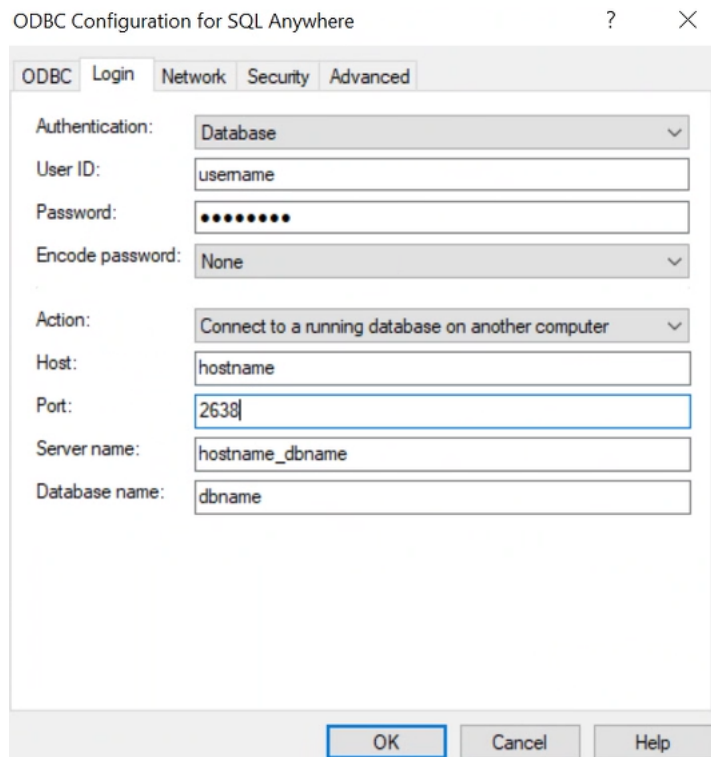 ODBC Configuration for SQL Anywhere ? ×
ODBC Login Network Security Advanced
Authentication: Database
User ID: username
Password: ●●●●●●●●
Encode password: None
Action: Connect to a running database on another computer
Host: hostname
Port: 2638
Server name: hostname_dbname
Database name: dbname
OK Cancel Help